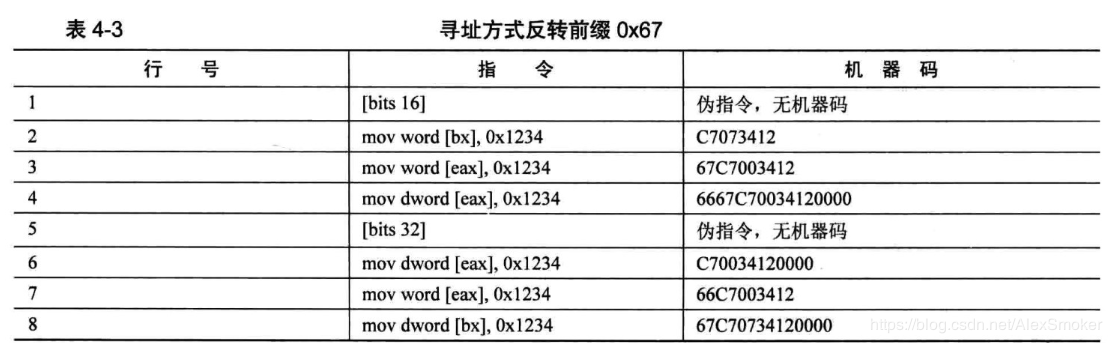 表 4-3 寻址方式反转前缀 0x67
行 号 指 令 机 器 码
1 [bits 16] 伪指令，无机器码
2 mov word [bx], 0x1234 C7073412
3 mov word [eax], 0x1234 67C7003412
4 mov dword [eax], 0x1234 6667C70034120000
5 [bits 32] 伪指令，无机器码
6 mov dword [eax], 0x1234 C70034120000
7 mov word [eax], 0x1234 66C7003412
8 mov dword [bx], 0x1234 67C70734120000
https://blog.csdn.net/AlexSmoker